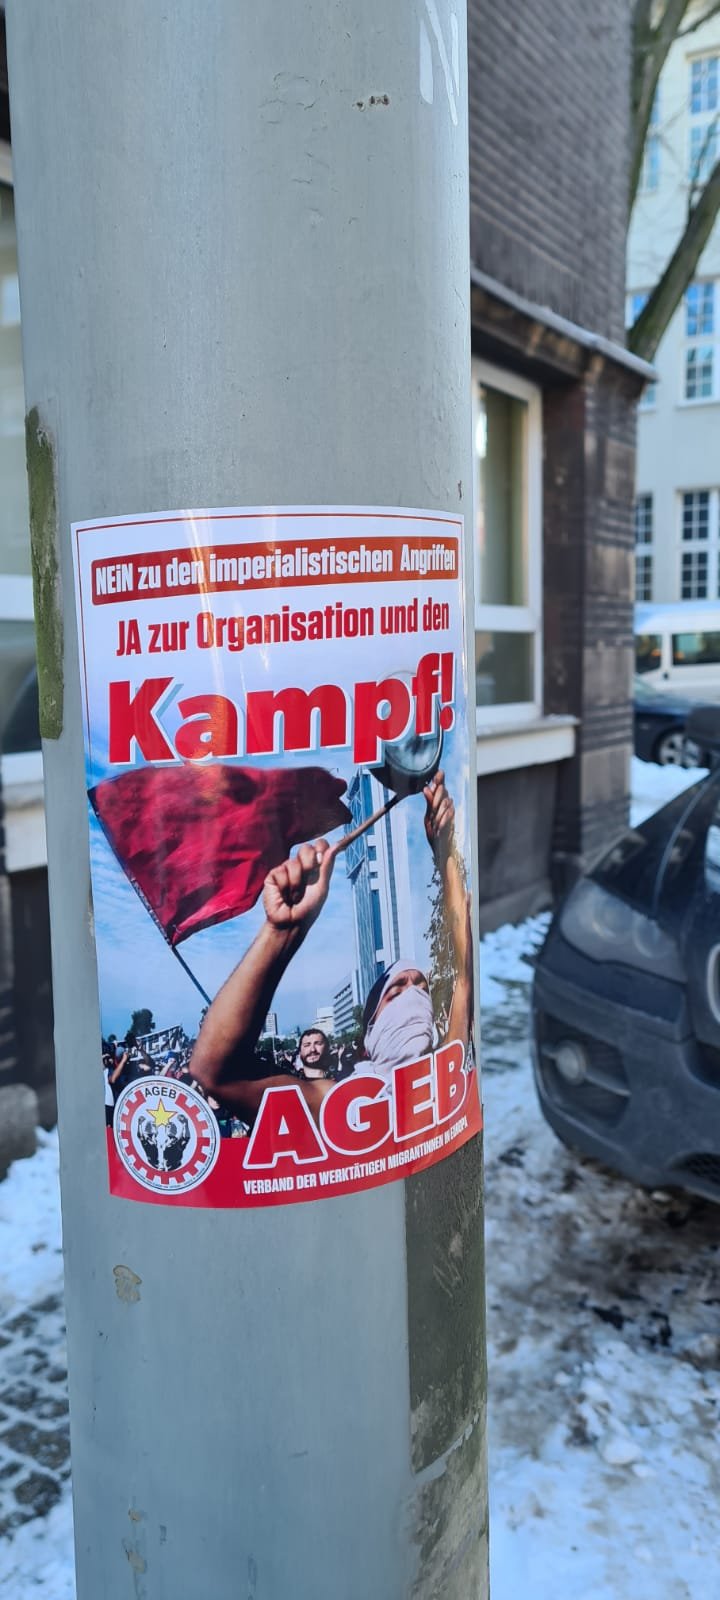 NEiN zu den imperialistischen Angriffen
JA zur Organisation und den
Kampf!
AGEB
AGEB
VERBAND DER WERKTÄTIGEN MIGRANTINNEN IN EUROPA